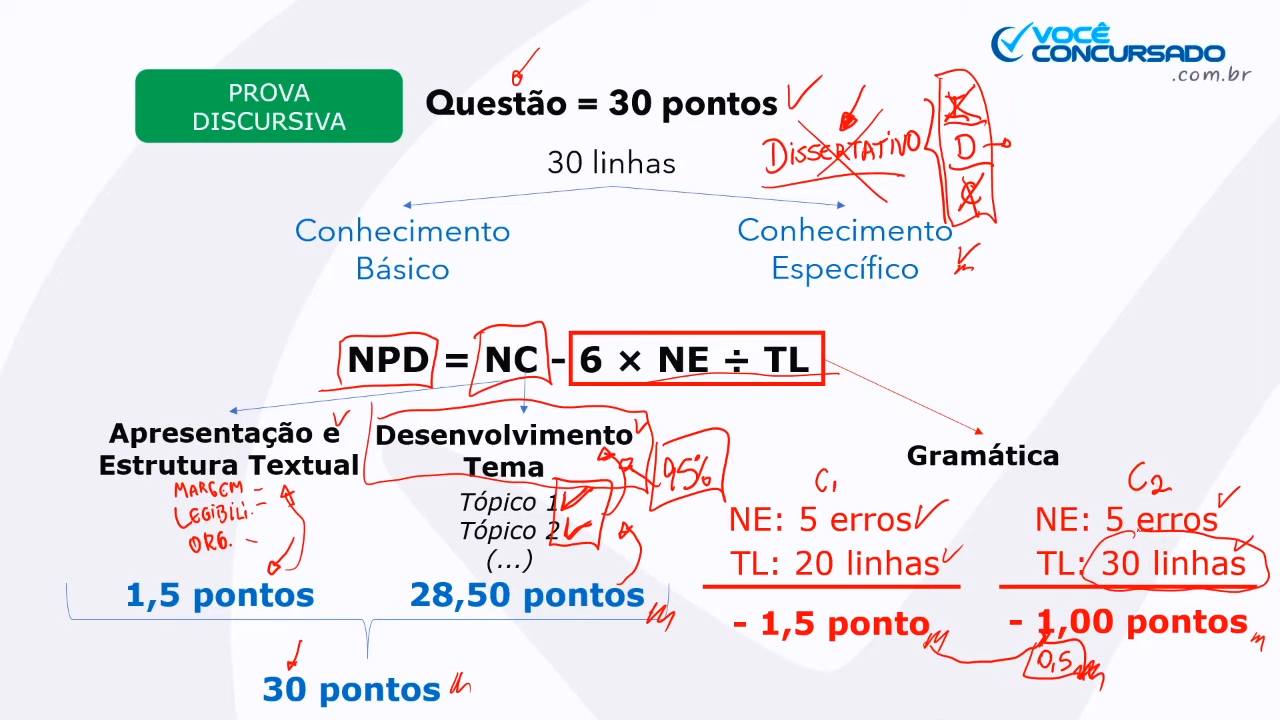 VOCÊ
CONCURSADO
.com.br
PROVA
DISCURSIVA
Questão = 30 pontos
30 linhas
DISSERTATIVO
I
D
C
Conhecimento
Básico
Conhecimento
Específico
NPD = NC - 6 × NE ÷ TL
Apresentação e
Estrutura Textual
MARGEM
LEGIBILI.
ORG.
1,5 pontos
Desenvolvimento
Tema
95%
Tópico 1
Tópico 2
(...)
28,50 pontos
30 pontos
Gramática
C1
NE: 5 erros
TL: 20 linhas
- 1,5 ponto
C2
NE: 5 erros
TL: 30 linhas
- 1,00 pontos
0,5